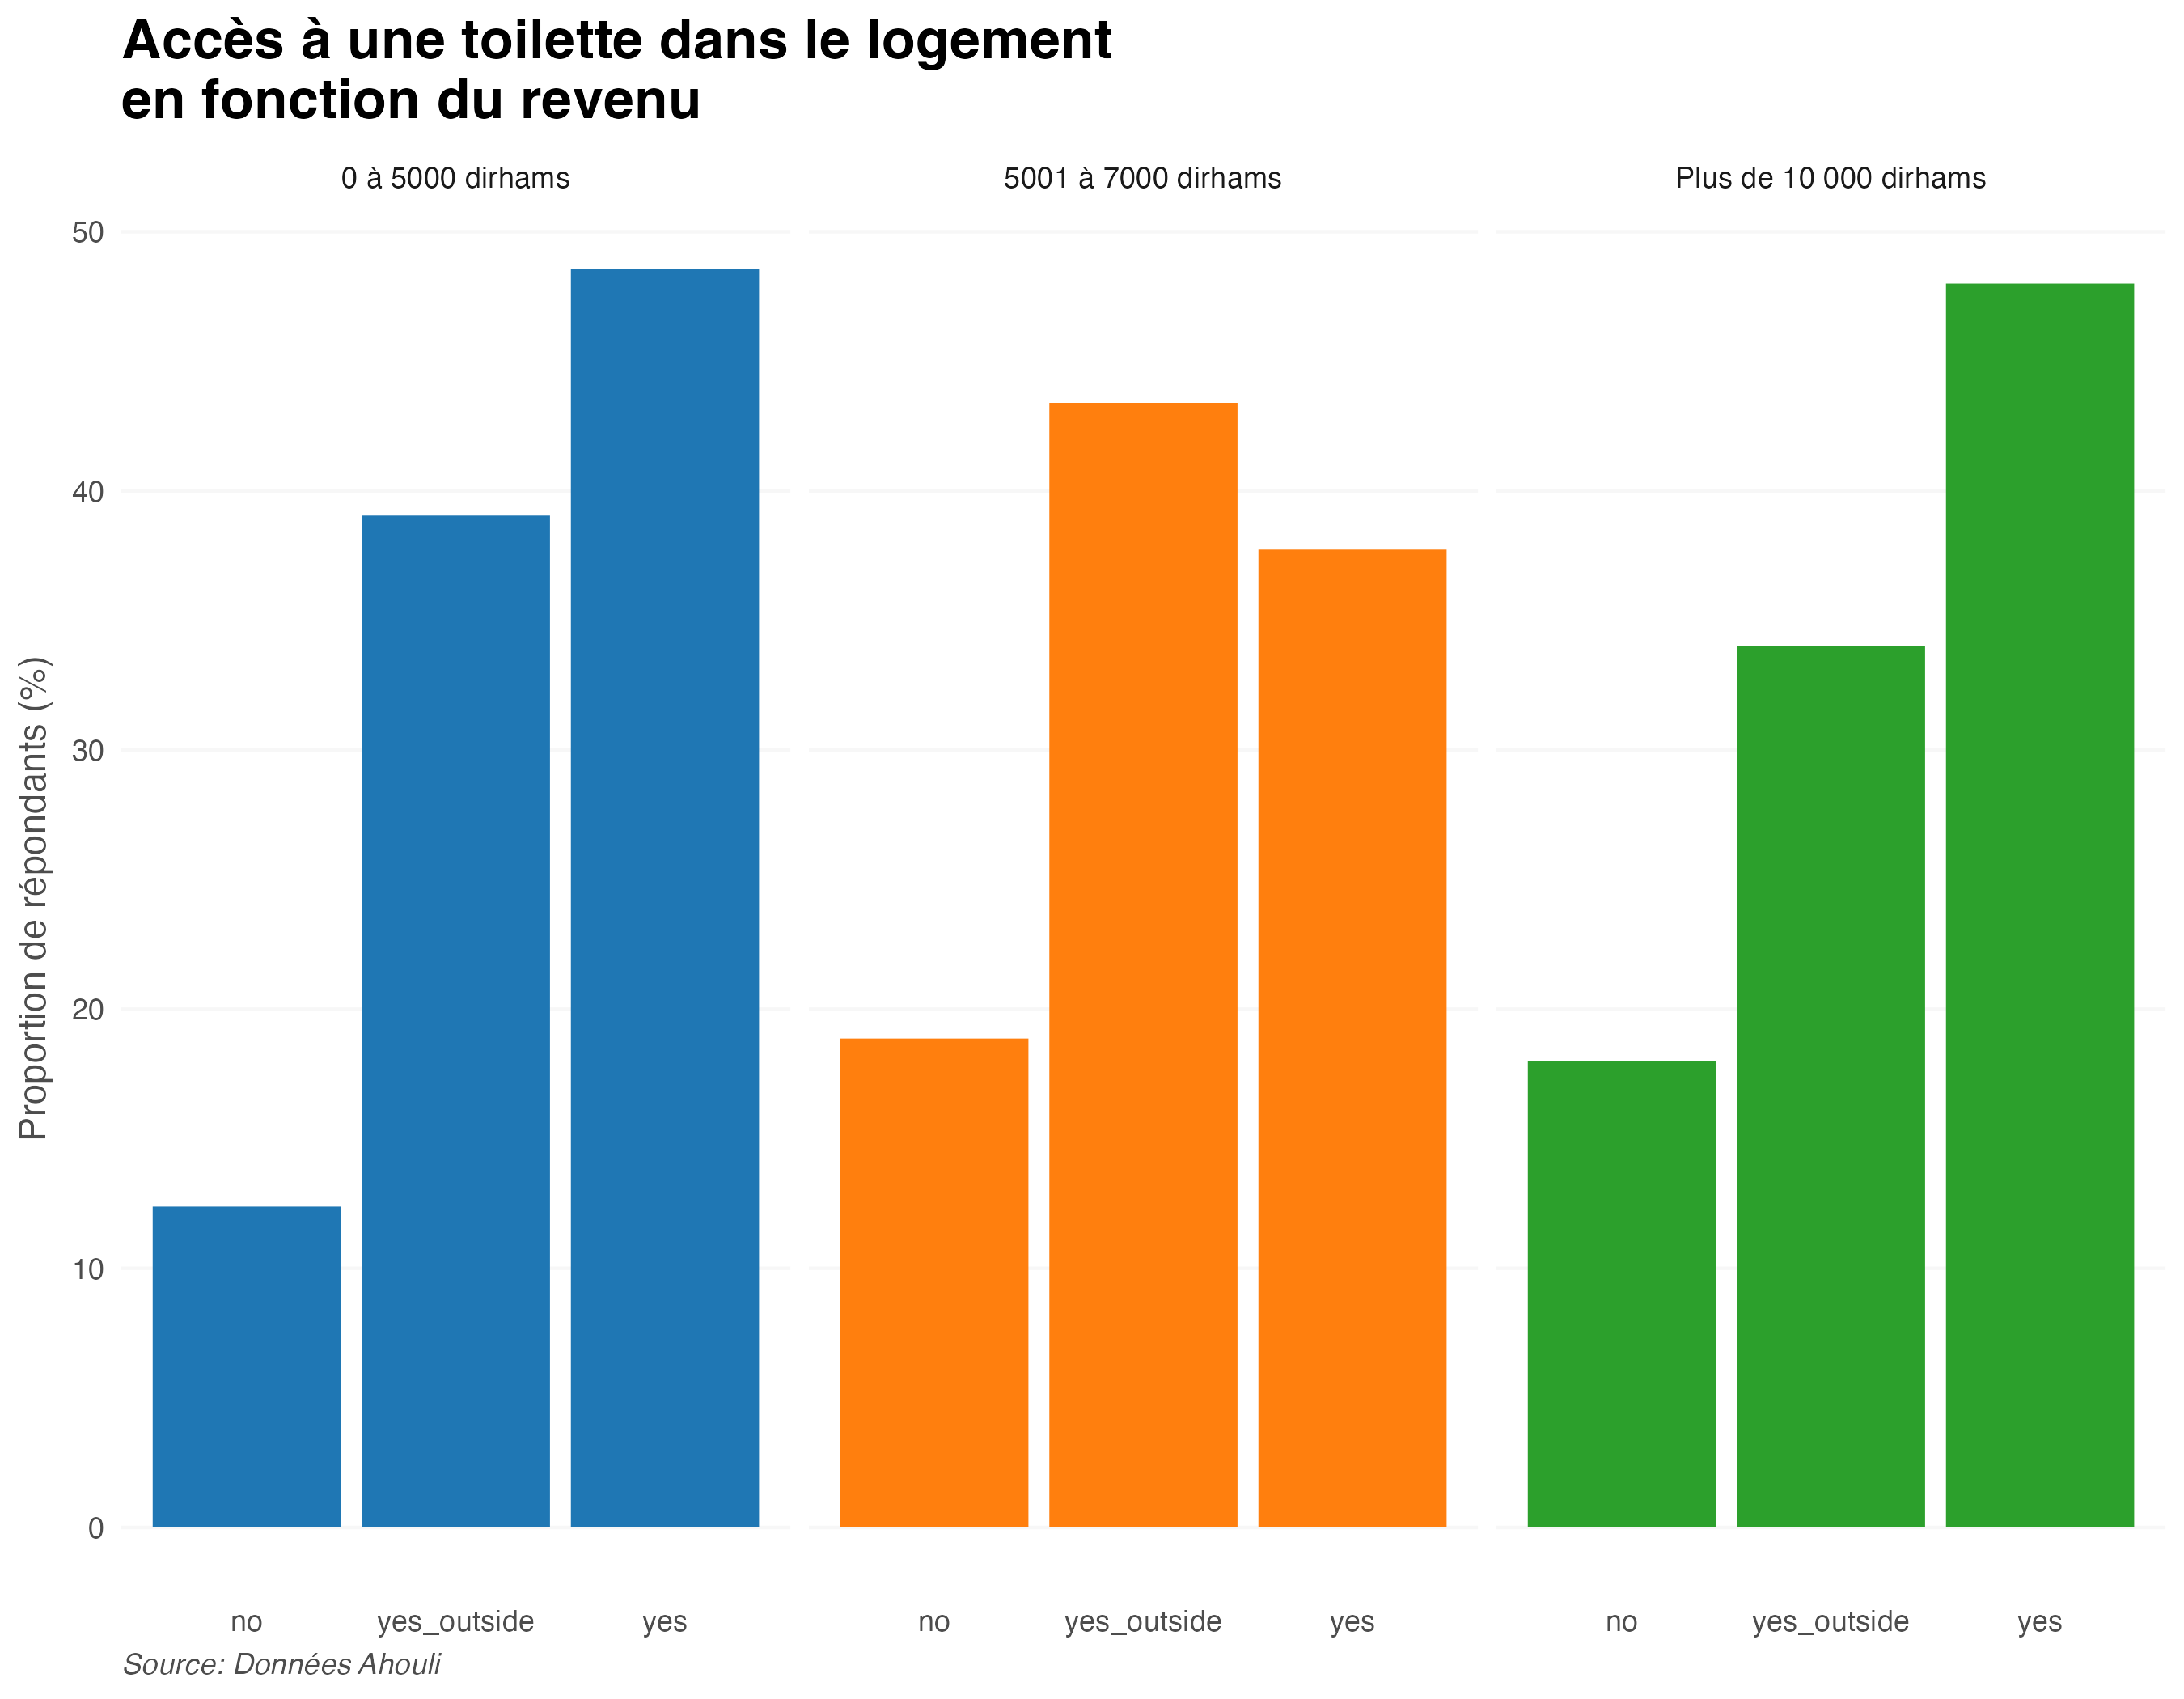 Accès à une toilette dans le logement
en fonction du revenu
0 à 5000 dirhams
5001 à 7000 dirhams
Plus de 10 000 dirhams
Proportion de répondants (%)
50
40
30
20
10
0
no yes_outside yes
no yes_outside yes
no yes_outside yes
Source: Données Ahouli